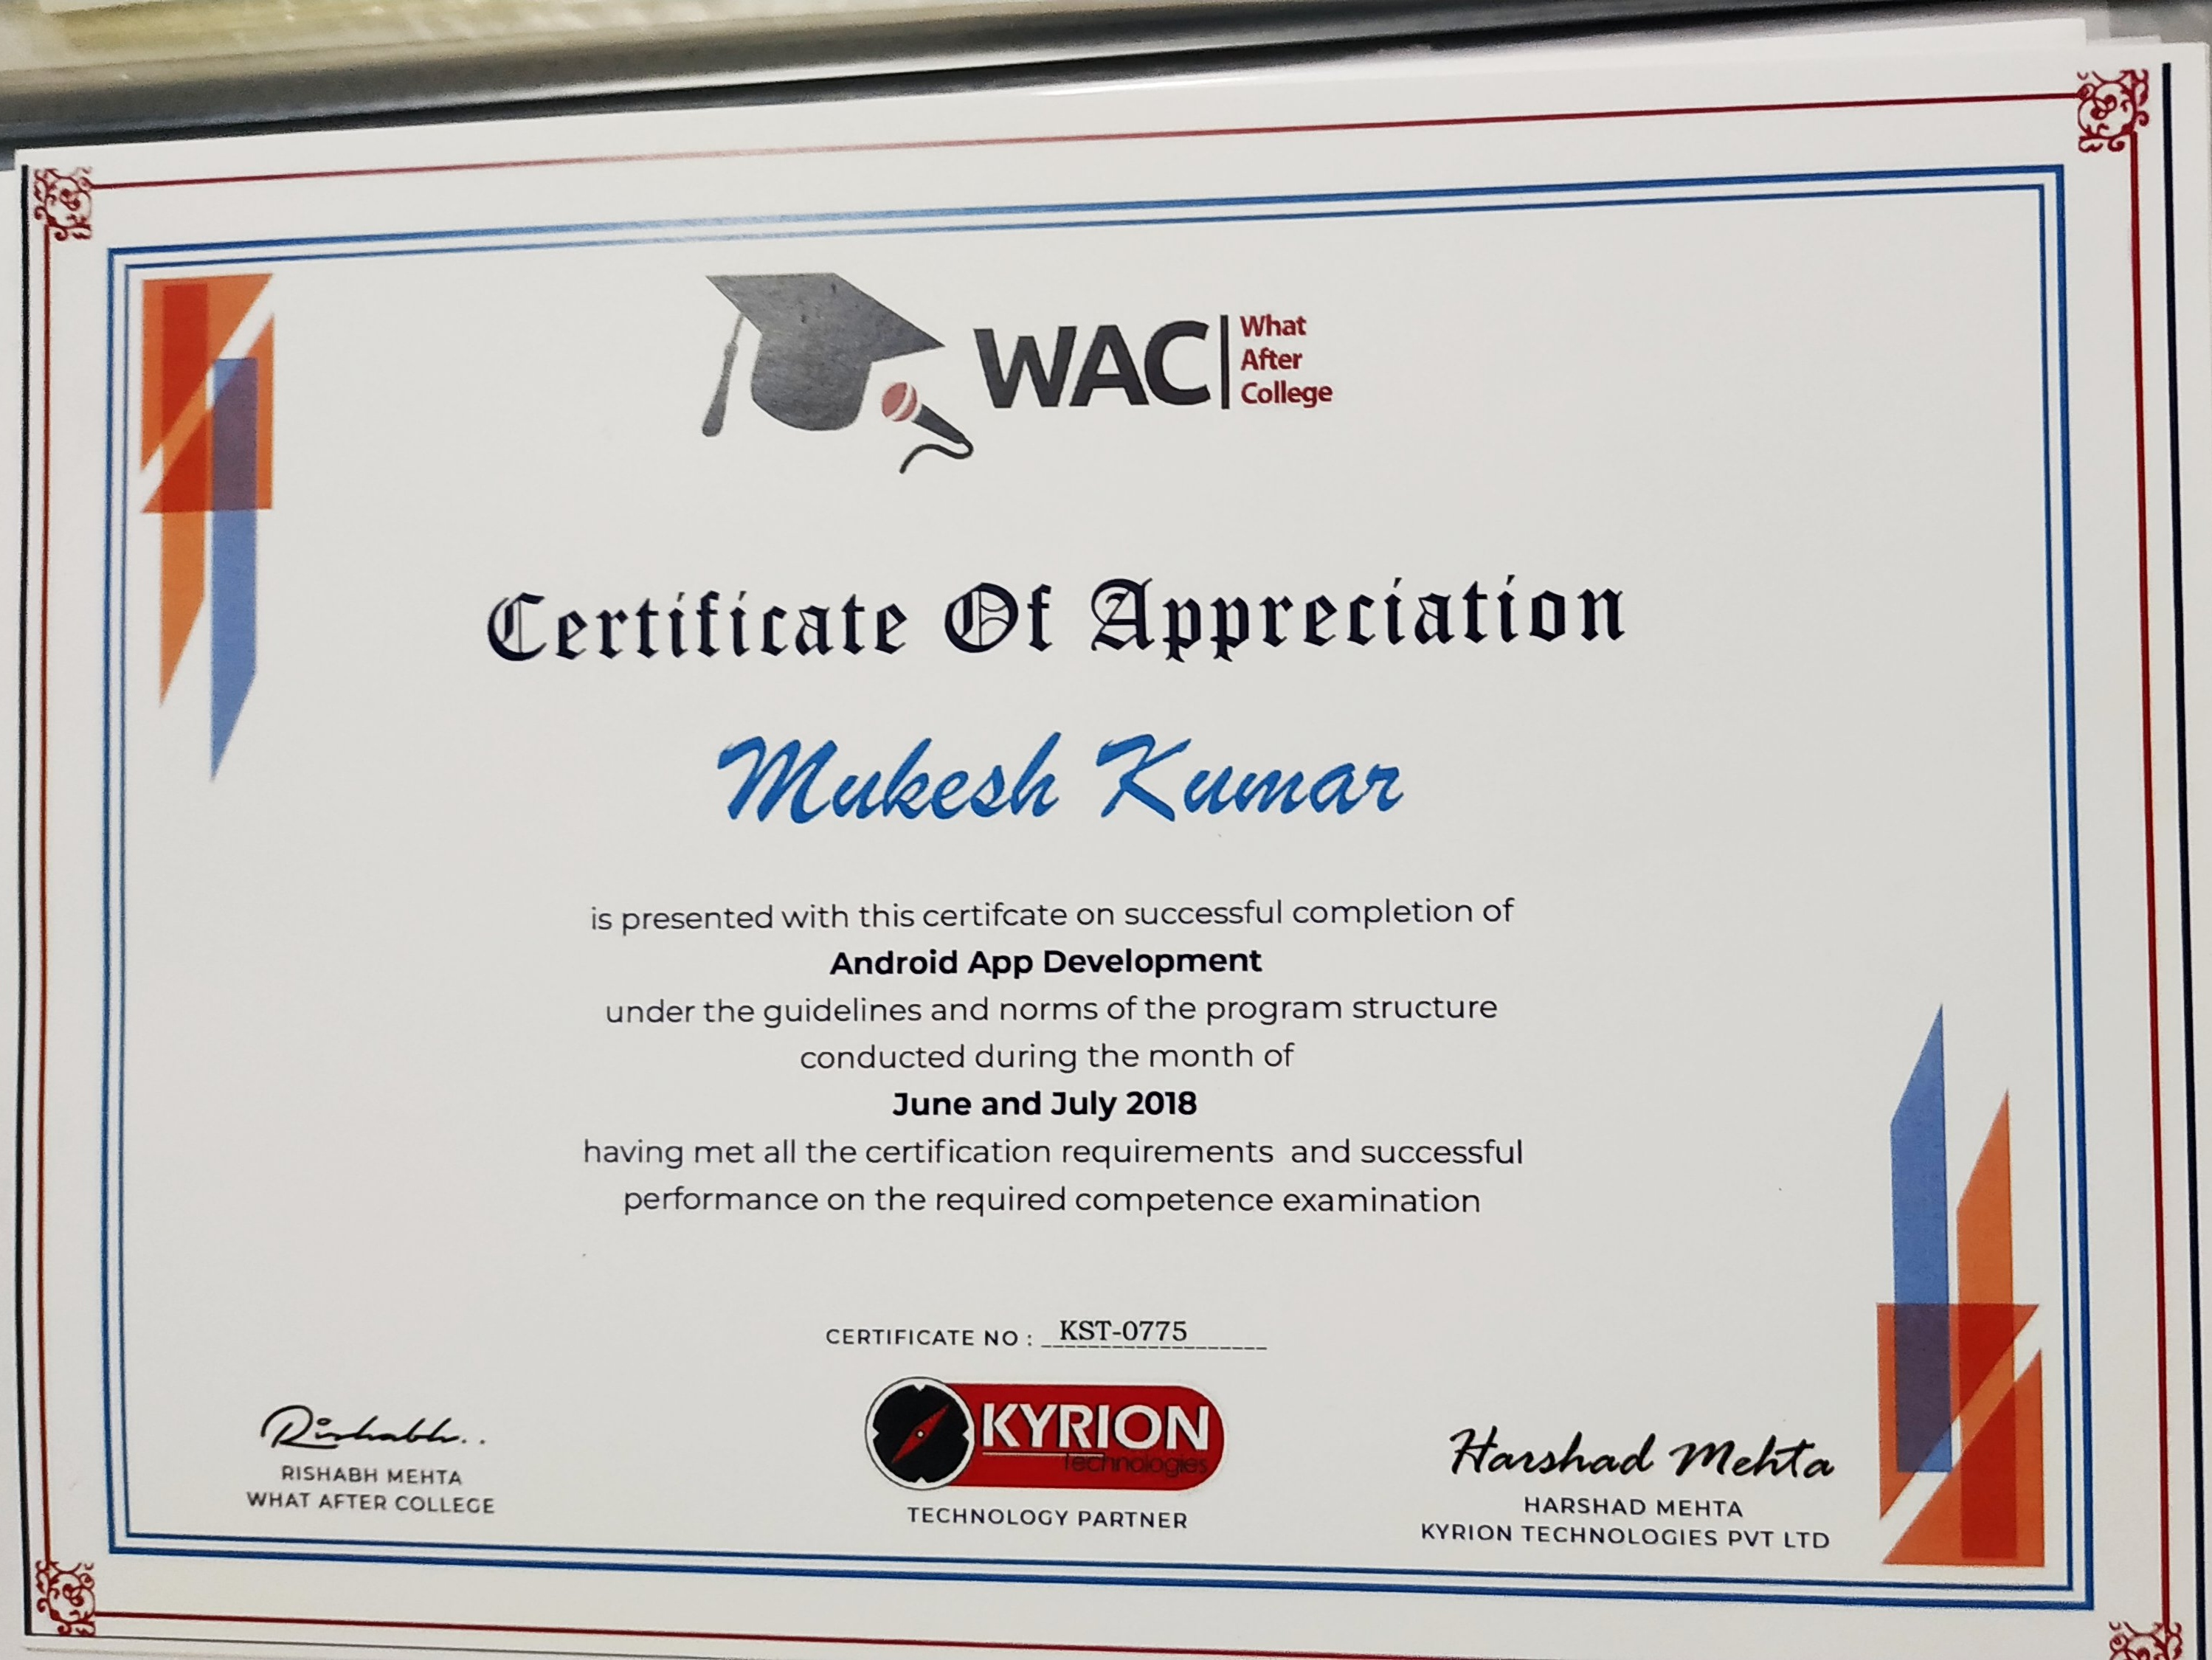 WAC
What
After
College
Certificate Of Appreciation
Mukesh Kumar
is presented with this certifcate on successful completion of
Android App Development
under the guidelines and norms of the program structure
conducted during the month of
June and July 2018
having met all the certification requirements and successful
performance on the required competence examination
CERTIFICATE NO : KST-0775
Rishabh..
RISHABH MEHTA
WHAT AFTER COLLEGE
KYRION
Technologies
TECHNOLOGY PARTNER
Harshad Mehta
HARSHAD MEHTA
KYRION TECHNOLOGIES PVT LTD